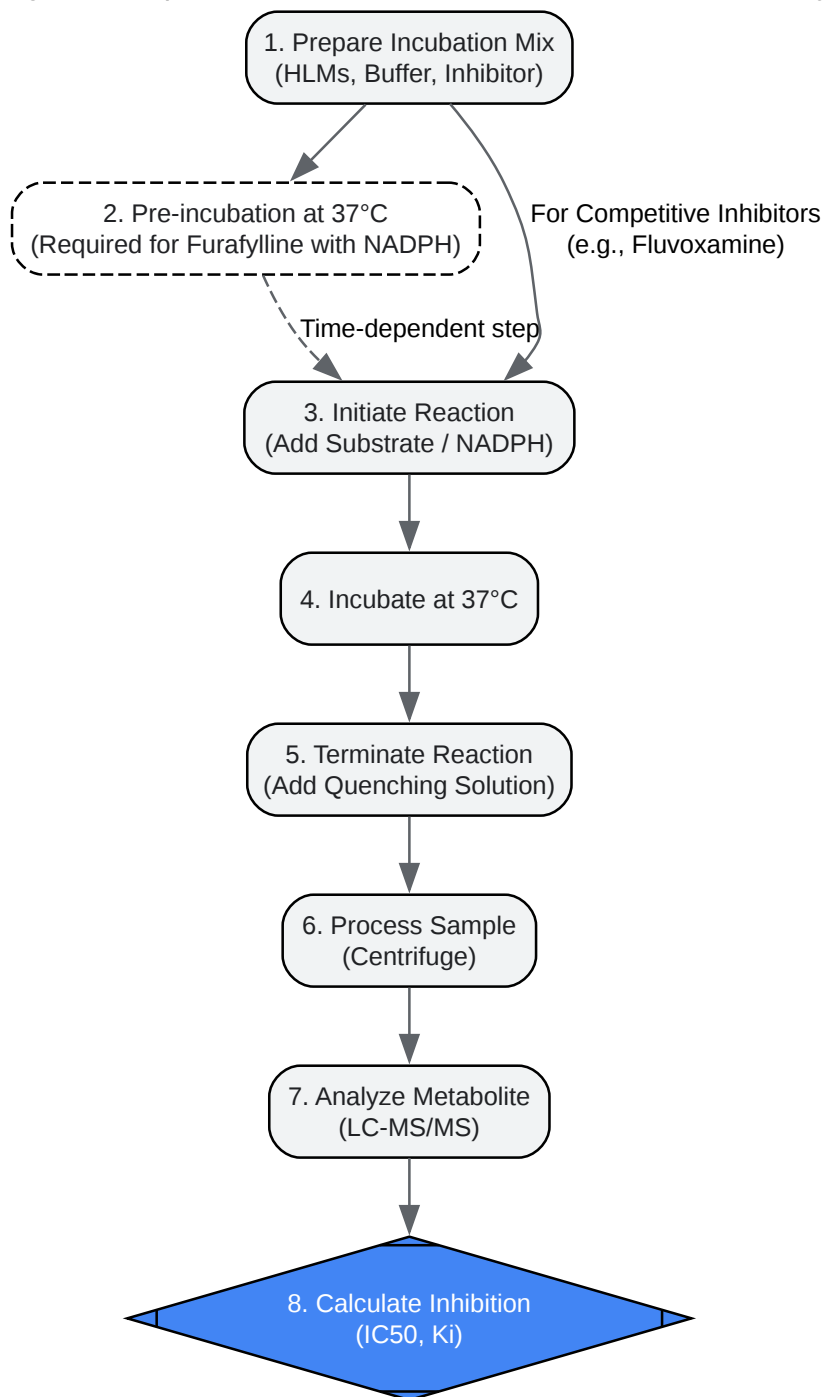 1. Prepare Incubation Mix
(HLMs, Buffer, Inhibitor)
2. Pre-incubation at 37°C
(Required for Furafylline with NADPH)
For Competitive Inhibitors
(e.g., Fluvoxamine)
Time-dependent step
3. Initiate Reaction
(Add Substrate / NADPH)
4. Incubate at 37°C
5. Terminate Reaction
(Add Quenching Solution)
6. Process Sample
(Centrifuge)
7. Analyze Metabolite
(LC-MS/MS)
8. Calculate Inhibition
(IC50, Ki)